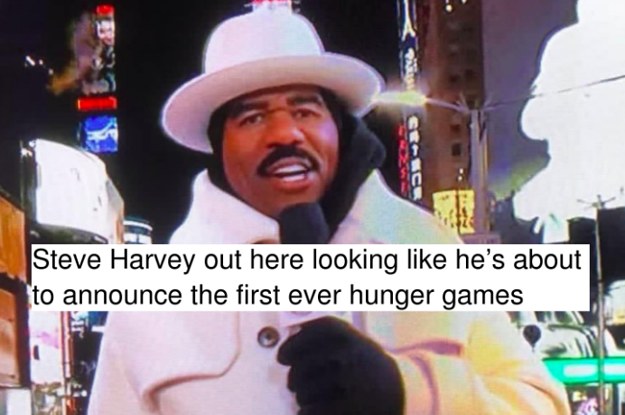 Steve Harvey out here looking like he's about
to announce the first ever hunger games